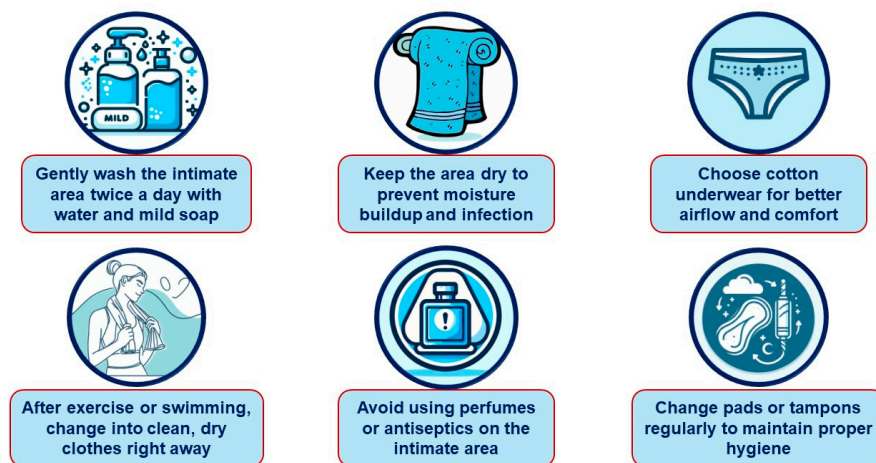 MILD
Gently wash the intimate
area twice a day with
water and mild soap
Keep the area dry to
prevent moisture
buildup and infection
Choose cotton
underwear for better
airflow and comfort
After exercise or swimming,
change into clean, dry
clothes right away
!
Avoid using perfumes
or antiseptics on the
intimate area
Change pads or tampons
regularly to maintain proper
hygiene